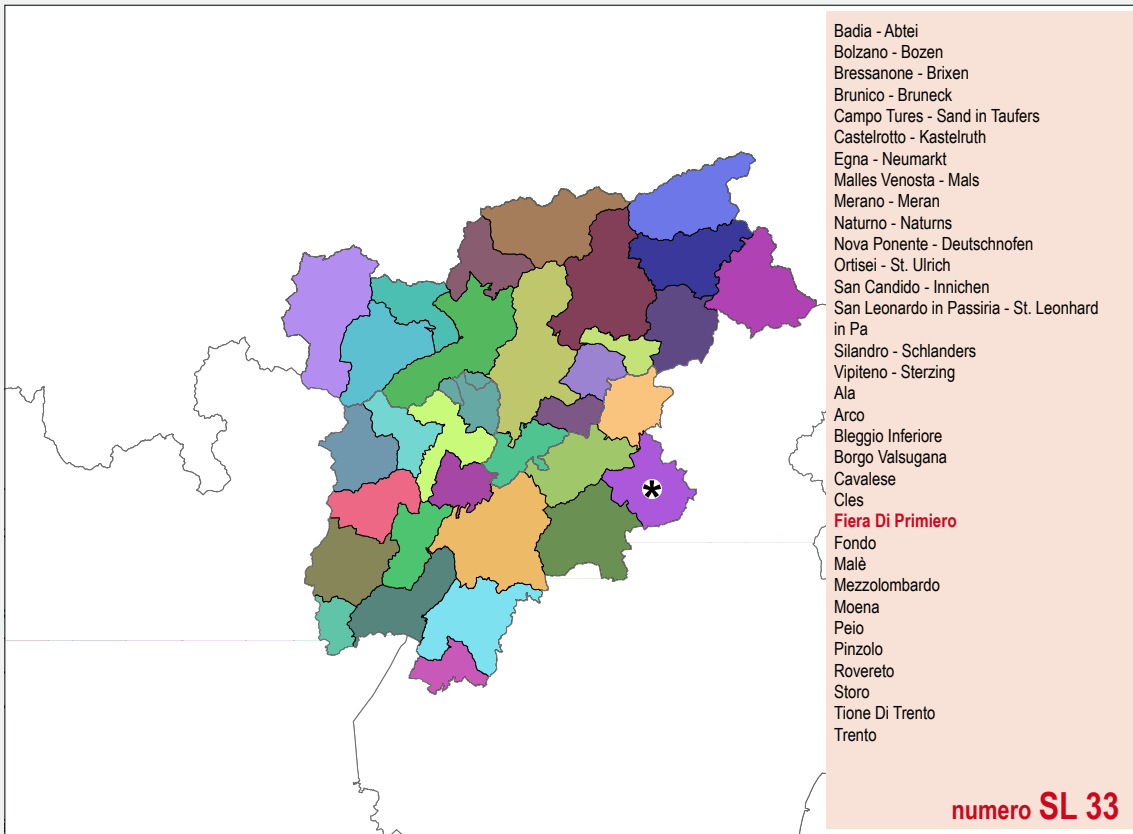 Badia - Abtei
Bolzano - Bozen
Bressanone - Brixen
Brunico - Bruneck
Campo Tures - Sand in Taufers
Castelrotto - Kastelruth
Egna - Neumarkt
Malles Venosta - Mals
Merano - Meran
Naturno - Naturns
Nova Ponente - Deutschnofen
Ortisei - St. Ulrich
San Candido - Innichen
San Leonardo in Passiria - St. Leonhard
in Pa
Silandro - Schlanders
Vipiteno - Sterzing
Ala
Arco
Bleggio Inferiore
Borgo Valsugana
Cavalese
Cles
Fiera Di Primiero
Fondo
Malè
Mezzolombardo
Moena
Peio
Pinzolo
Rovereto
Storo
Tione Di Trento
Trento
*
numero SL 33